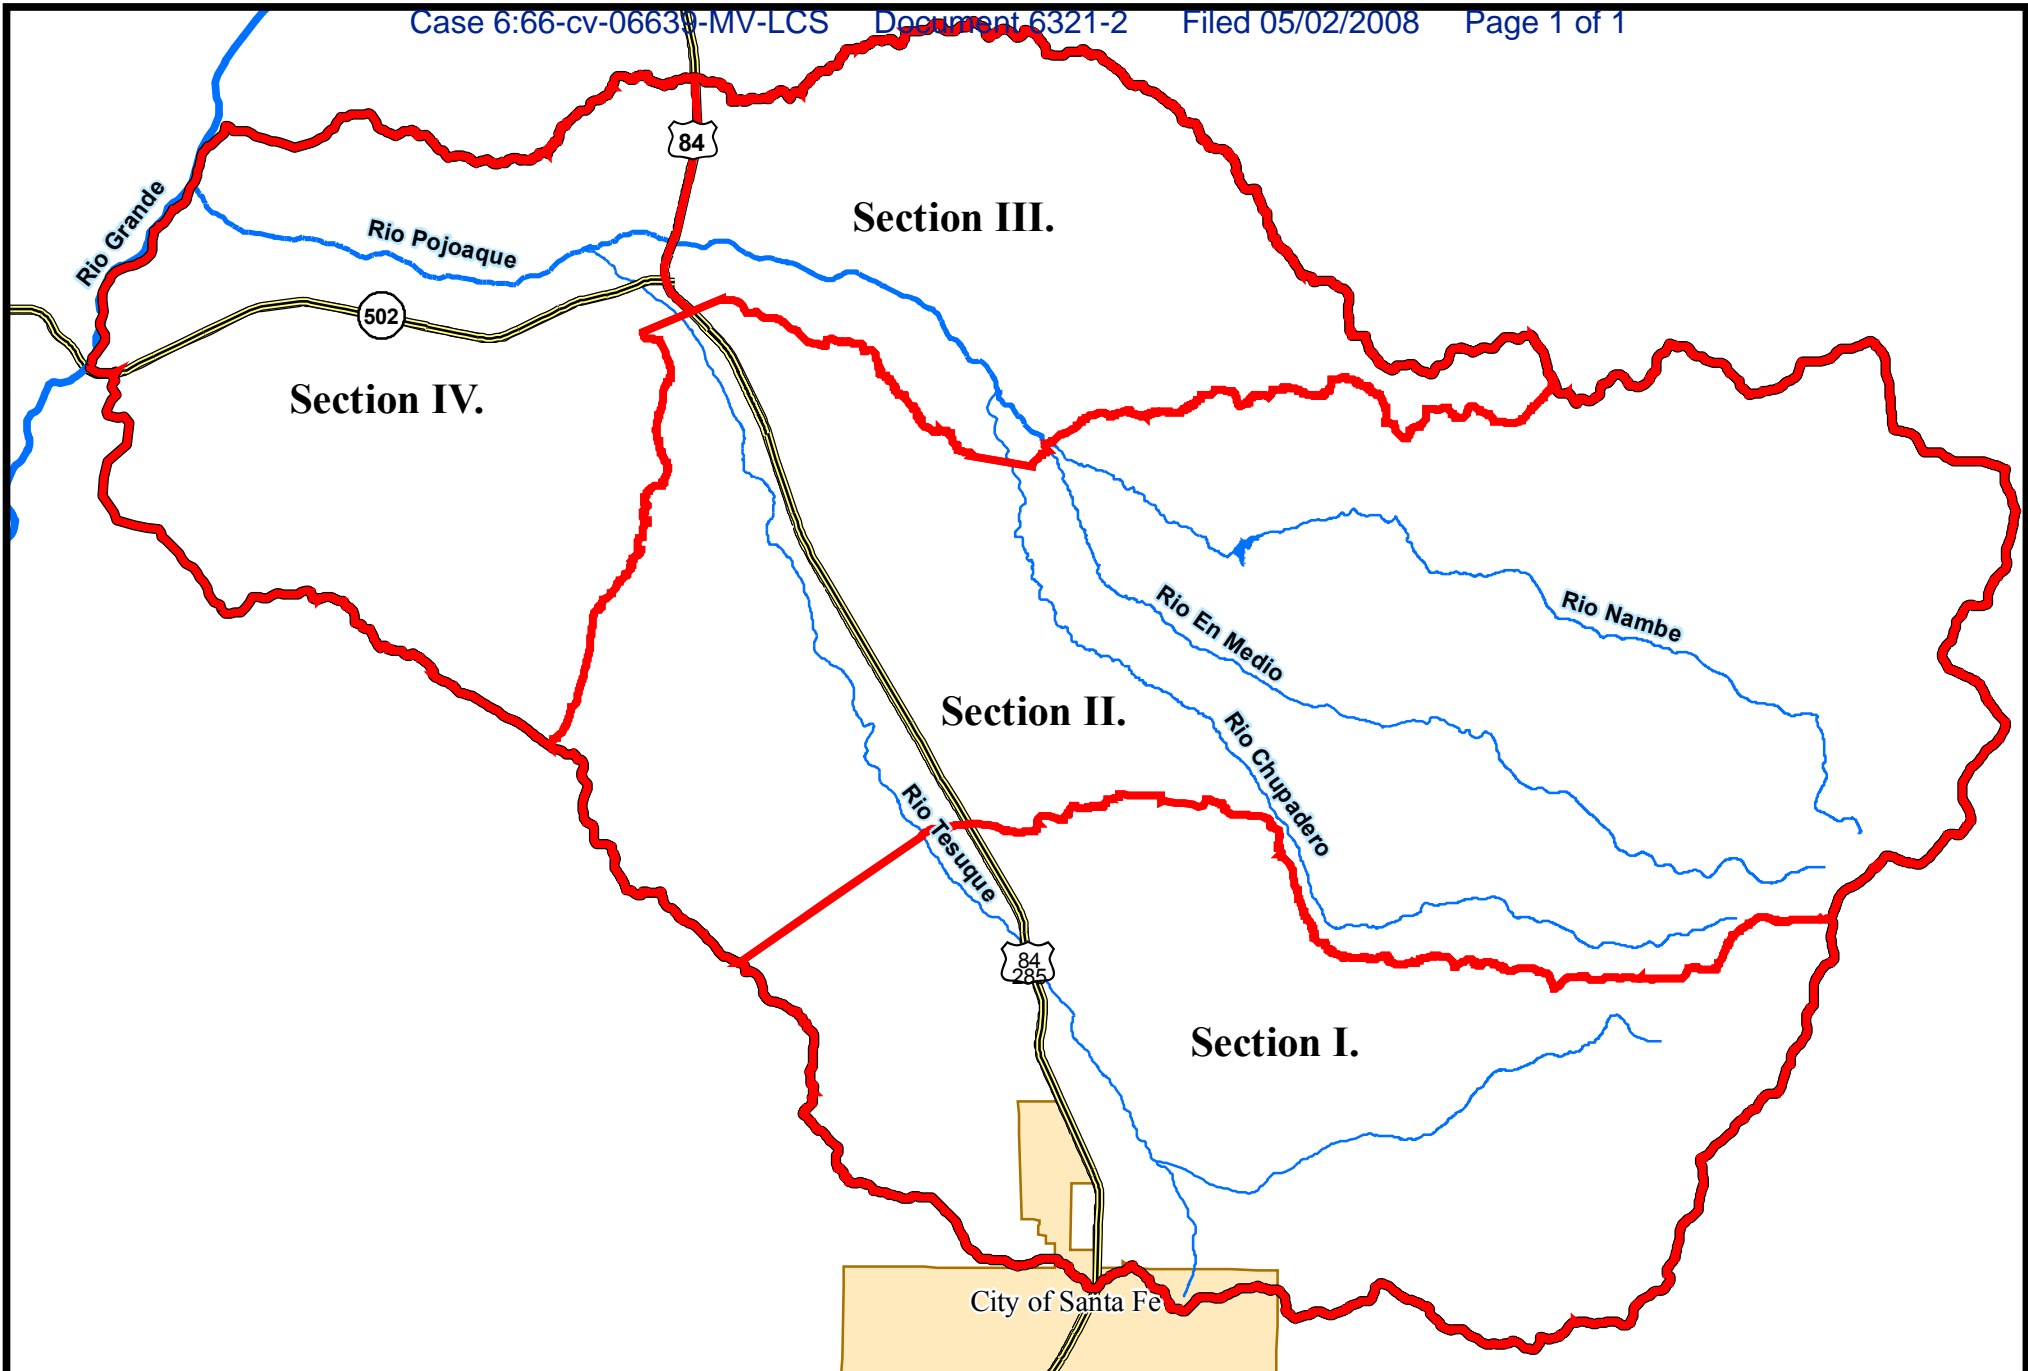 Case 6:66-cv-06639-MV-LCS Document 6321-2 Filed 05/02/2008 Page 1 of 1
84
Section III.
Rio Grande
Rio Pojoaque
502
Section IV.
Rio En Medio
Rio Nambe
Section II.
Rio Chupadero
Rio Tesuque
84
285
Section I.
City of Santa Fe